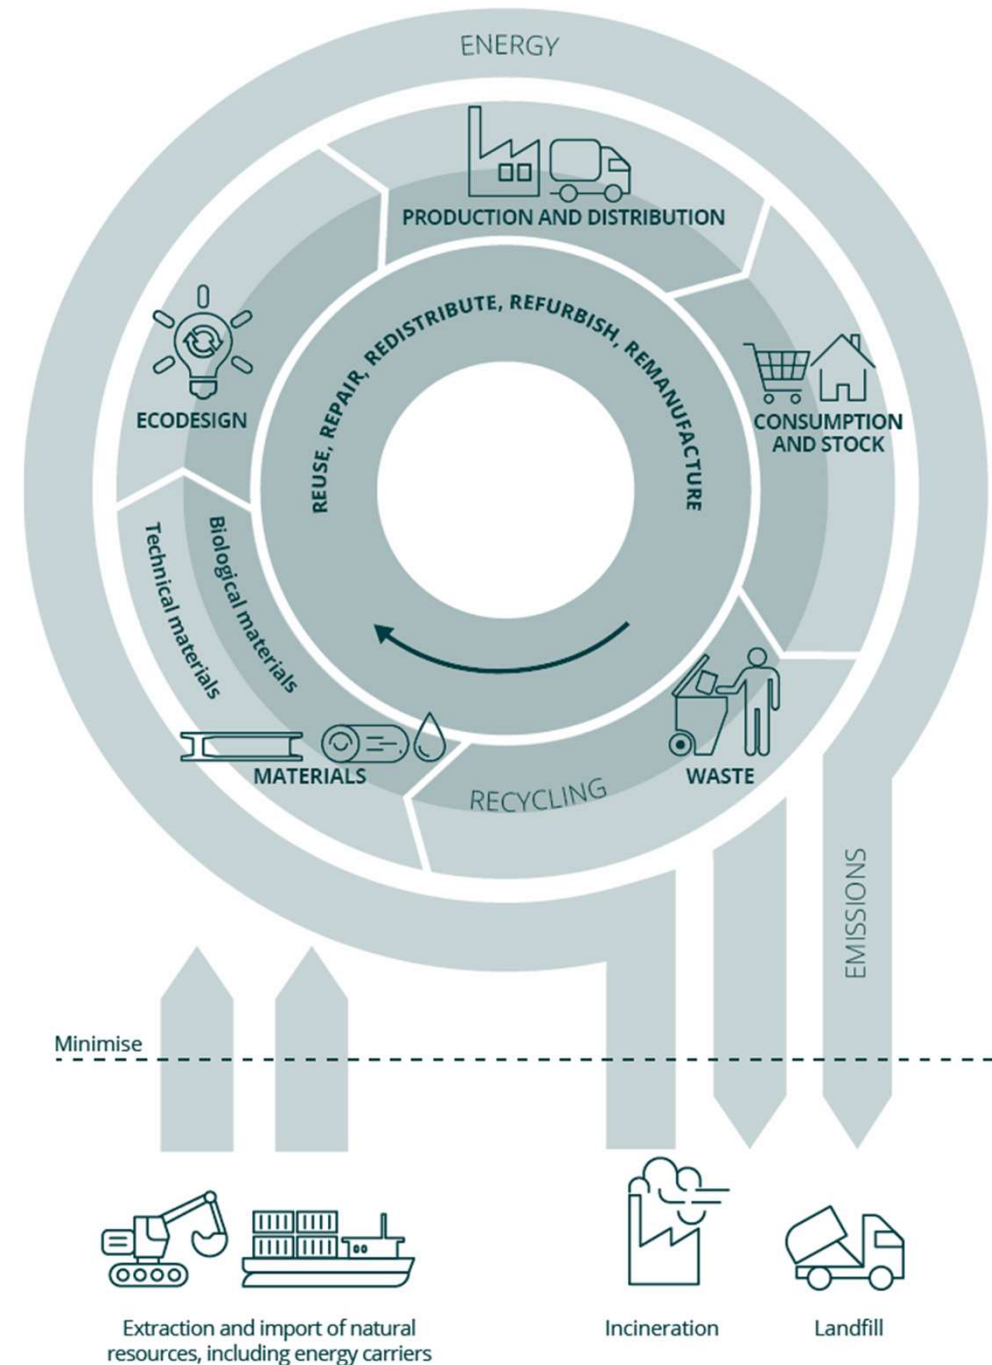 ENERGY
PRODUCTION AND DISTRIBUTION
REUSE, REPAIR, REDISTRIBUTE, REFURBISH, REMANUFACTURE
ECODESIGN
CONSUMPTION
AND STOCK
Technical materials
Biological materials
MATERIALS
RECYCLING
WASTE
EMISSIONS
Minimise
Extraction and import of natural
resources, including energy carriers
Incineration
Landfill